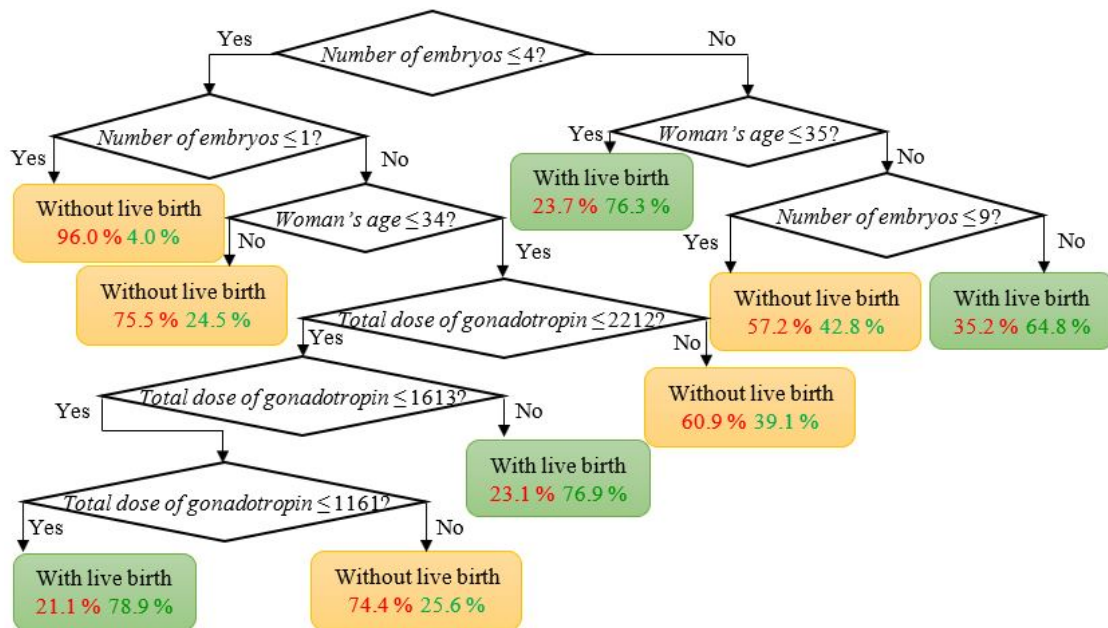 Yes
Number of embryos ≤4?
No
Number of embryos ≤1?
Yes
Woman's age ≤35?
Yes
No
No
Without live birth
96.0 % 4.0 %
With live birth
23.7 % 76.3 %
Woman's age ≤34?
Number of embryos ≤9?
No
Yes
Yes
No
Without live birth
75.5 % 24.5 %
Without live birth
57.2 % 42.8 %
With live birth
35.2 % 64.8 %
Total dose of gonadotropin ≤2212?
Yes
No
Total dose of gonadotropin ≤1613?
Yes
No
Without live birth
60.9 % 39.1 %
With live birth
23.1 % 76.9 %
Total dose of gonadotropin ≤1161?
Yes
No
With live birth
21.1 % 78.9 %
Without live birth
74.4 % 25.6 %